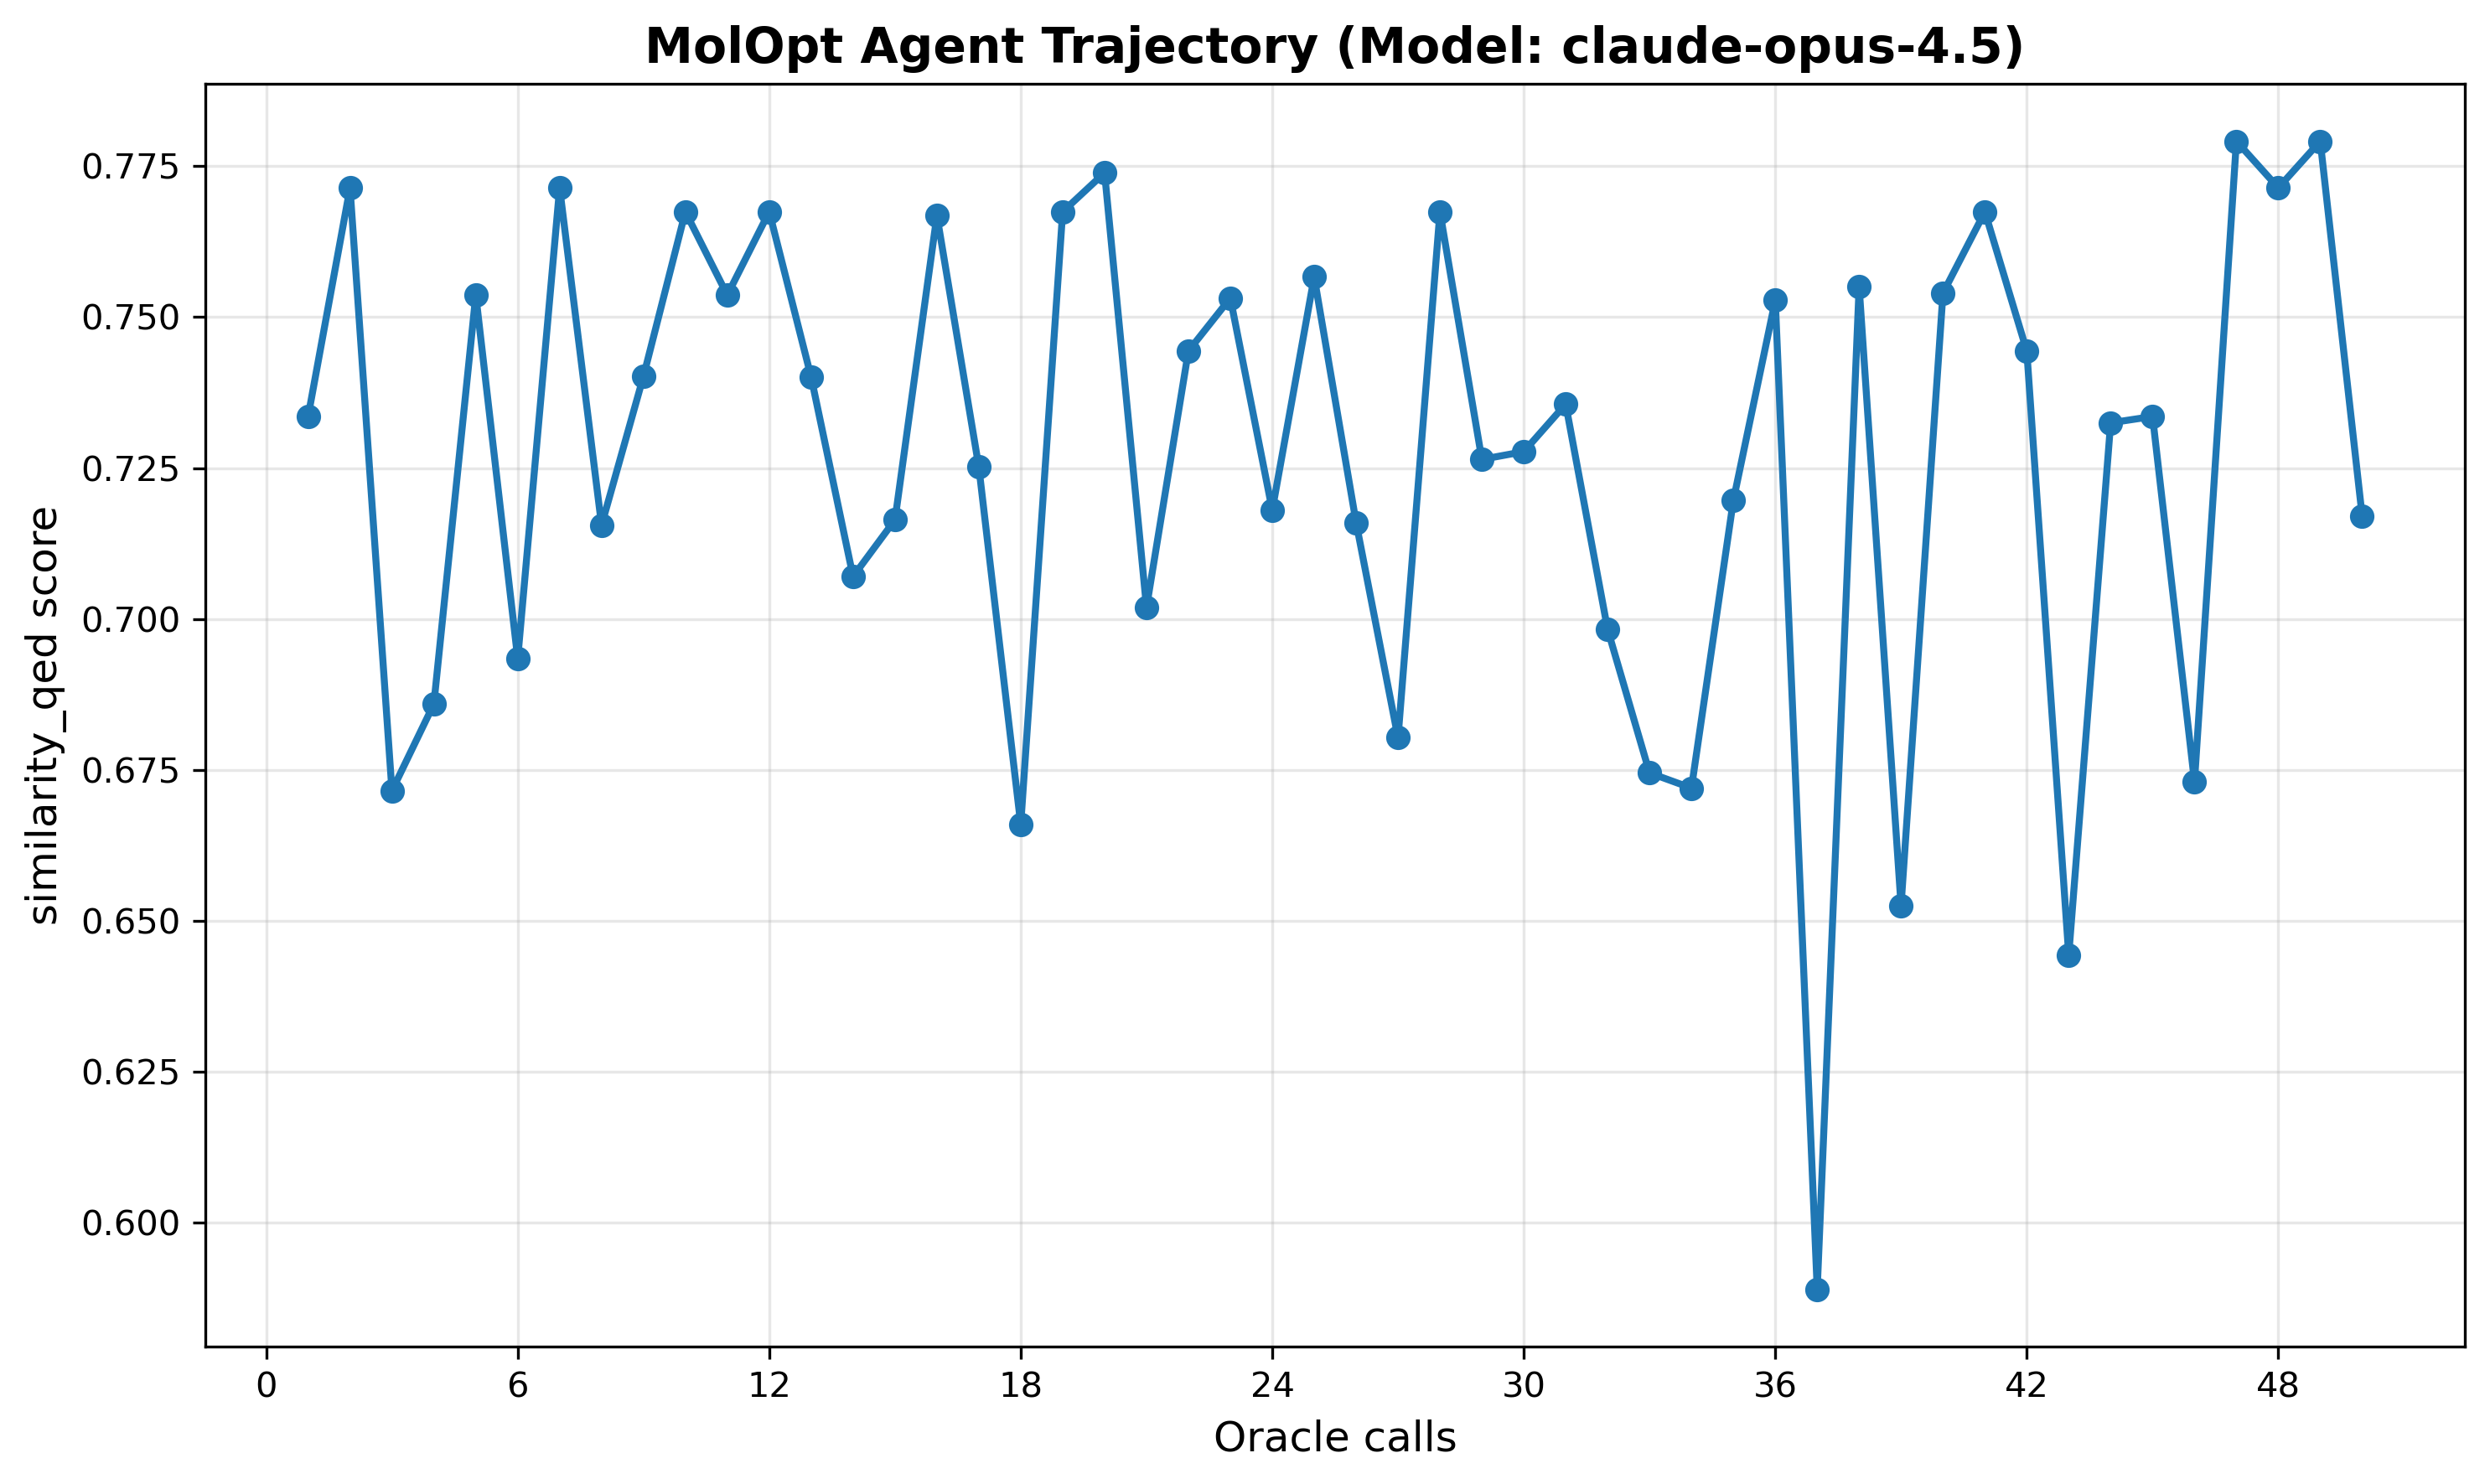 MolOpt Agent Trajectory (Model: claude-opus-4.5)
similarity_qed score
0.775
0.750
0.725
0.700
0.675
0.650
0.625
0.600
0 6 12 18 24 30 36 42 48
Oracle calls